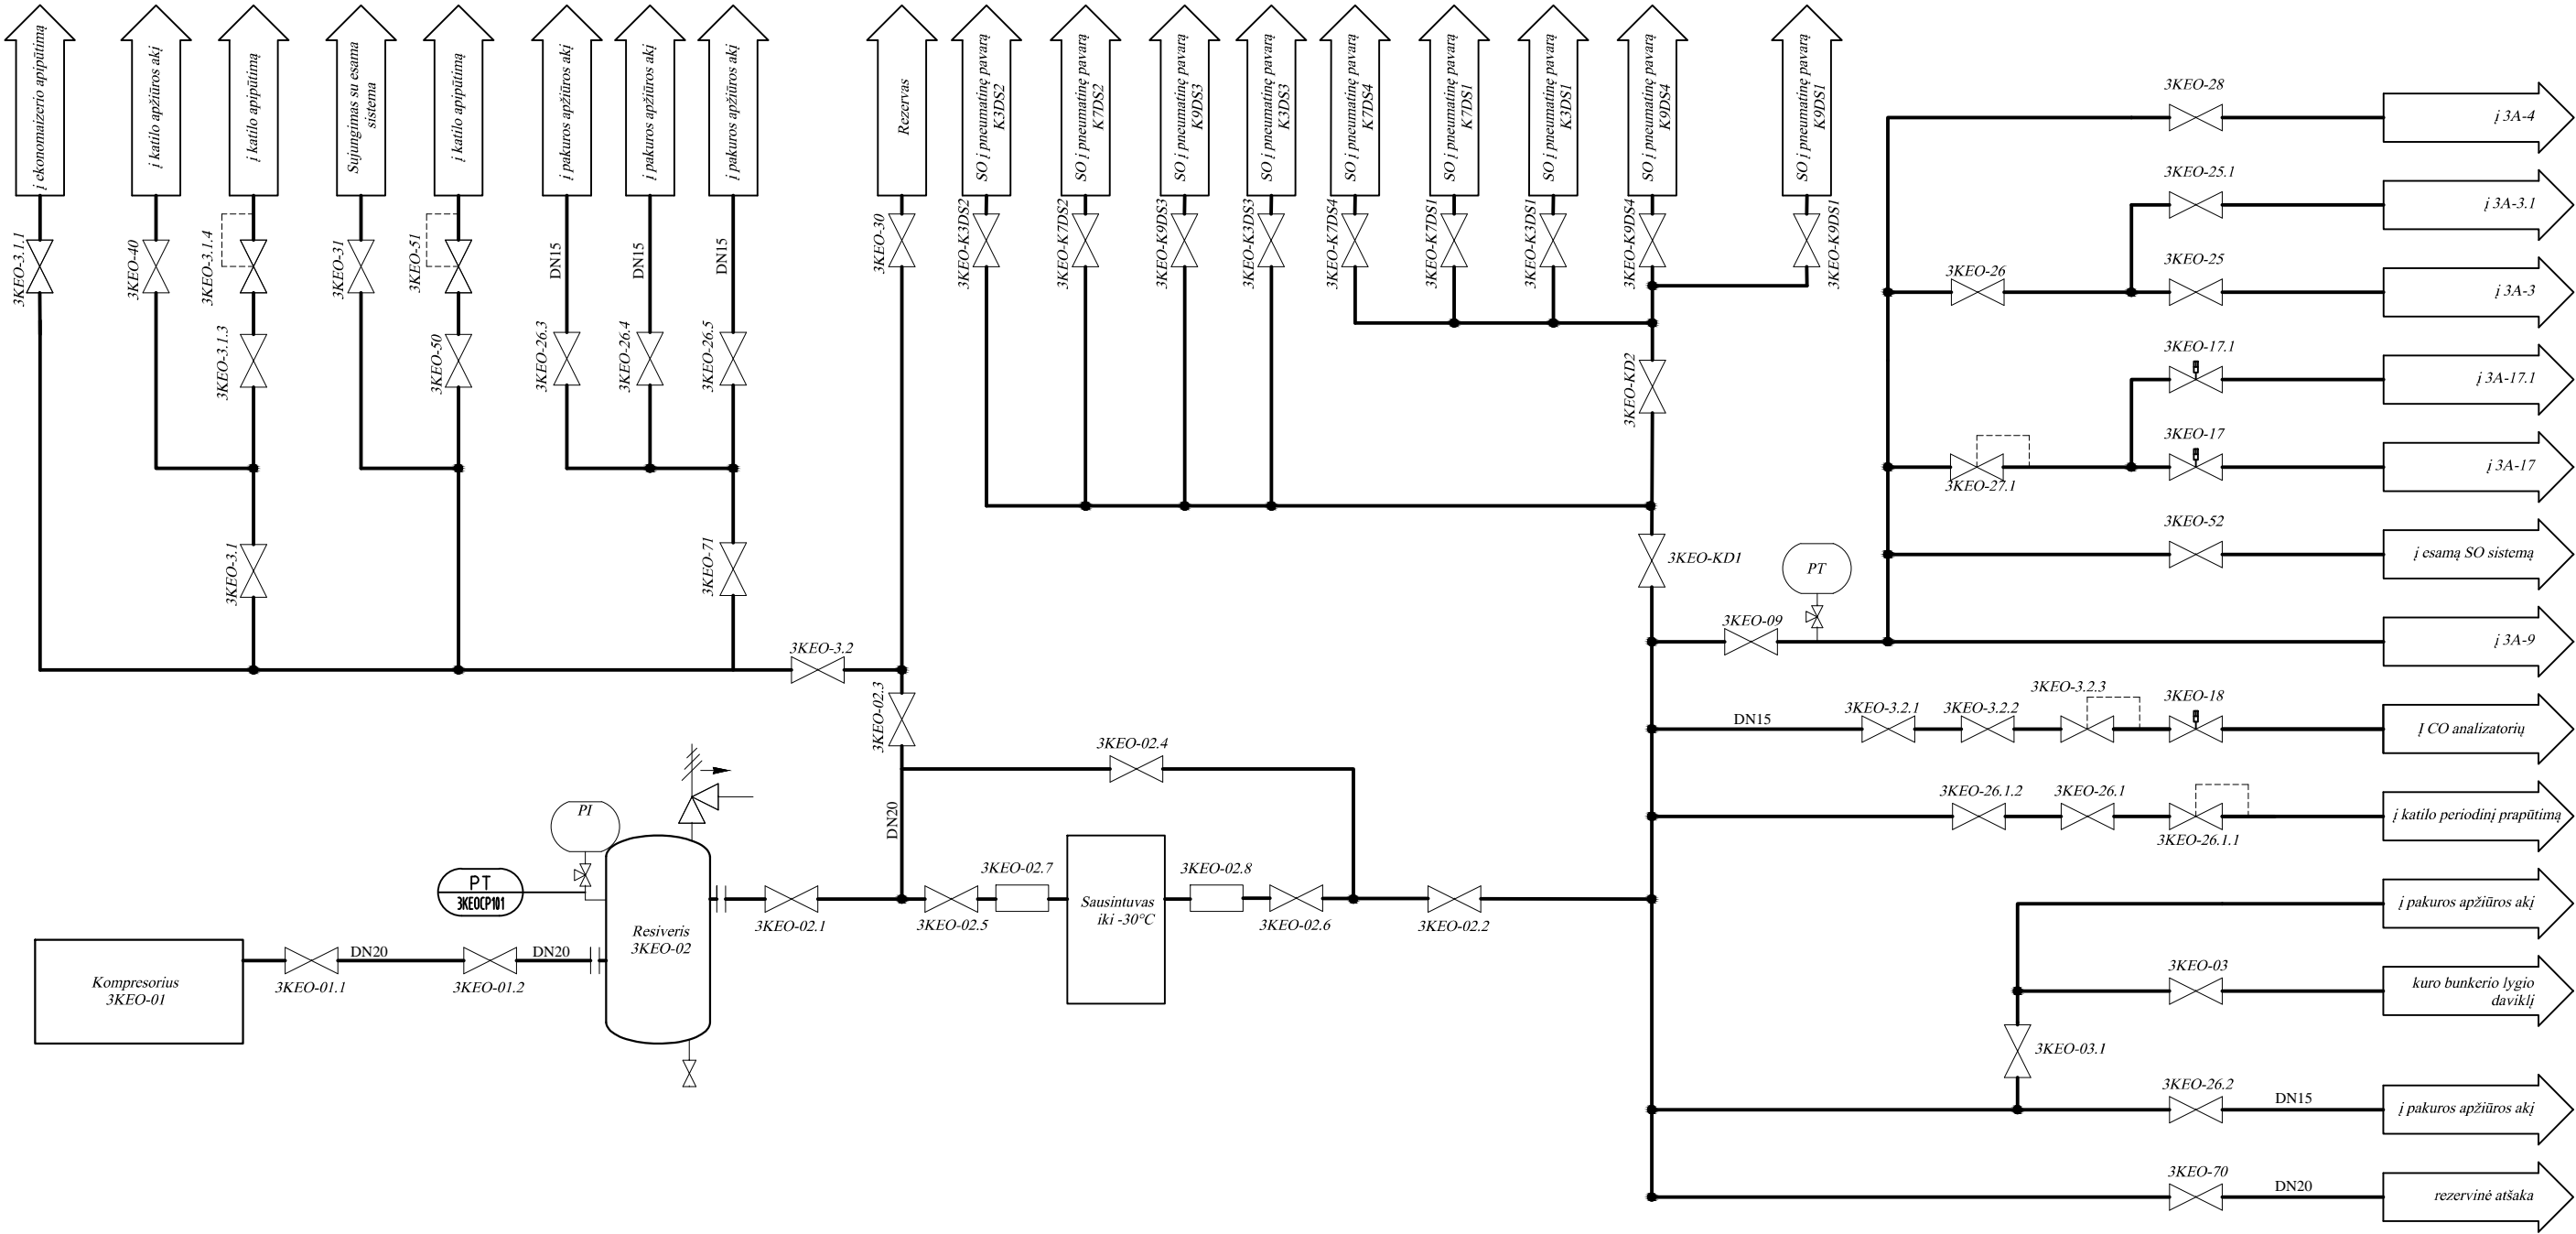 į ekonomaizerio apipūtimą
į katilo apžiūros akį
į katilo apipūtimą
Sujungimas su esama
sistema
į katilo apipūtimą
į pakuros apžiūros akį
į pakuros apžiūros akį
į pakuros apžiūros akį
Rezervas
SO į pneumatinę pavarą
K3DS2
SO į pneumatinę pavarą
K7DS2
SO į pneumatinę pavarą
K9DS3
SO į pneumatinę pavarą
K3DS3
SO į pneumatinę pavarą
K7DS4
SO į pneumatinę pavarą
K7DS1
SO į pneumatinę pavarą
K3DS1
SO į pneumatinę pavarą
K9DS4
SO į pneumatinę pavarą
K9DS1
3KEO-3.1.1
3KEO-40
3KEO-3.1.4
3KEO-31
3KEO-51
DN15
DN15
DN15
3KEO-30
3KEO-K3DS2
3KEO-K7DS2
3KEO-K9DS3
3KEO-K3DS3
3KEO-K7DS4
3KEO-K7DS1
3KEO-K3DS1
3KEO-K9DS4
3KEO-K9DS1
3KEO-3.1.3
3KEO-50
3KEO-26.3
3KEO-26.4
3KEO-26.5
3KEO-KD2
3KEO-3.1
3KEO-71
3KEO-KD1
3KEO-3.2
3KEO-02.3
3KEO-02.4
DN20
3KEO-28
į 3A-4
3KEO-25.1
į 3A-3.1
3KEO-26
3KEO-25
į 3A-3
3KEO-17.1
į 3A-17.1
3KEO-17
3KEO-27.1
į 3A-17
3KEO-52
į esamą SO sistemą
PT
3KEO-09
į 3A-9
DN15
3KEO-3.2.1
3KEO-3.2.2
3KEO-3.2.3
3KEO-18
Į CO analizatorių
3KEO-26.1.2
3KEO-26.1
3KEO-26.1.1
į katilo periodinį prapūtimą
PI
PT
3KEOCP101
Resiveris
3KEO-02
3KEO-02.1
3KEO-02.5
3KEO-02.7
Sausintuvas
iki -30°C
3KEO-02.8
3KEO-02.6
3KEO-02.2
Kompresorius
3KEO-01
3KEO-01.1
DN20
3KEO-01.2
DN20
į pakuros apžiūros akį
3KEO-03
kuro bunkerio lygio
daviklį
3KEO-03.1
3KEO-26.2
DN15
į pakuros apžiūros akį
3KEO-70
DN20
rezervinė atšaka